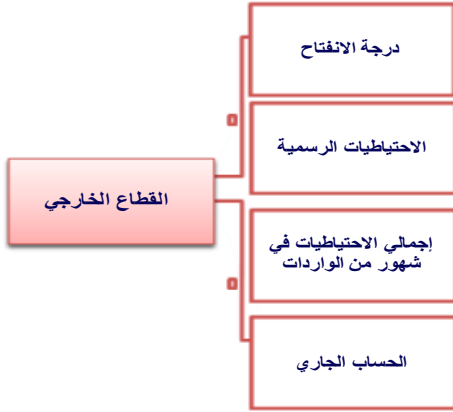 درجة الانفتاح
الاحتياطيات الرسمية
القطاع الخارجي
إجمالي الاحتياطيات في
شهور من الواردات
الحساب الجاري